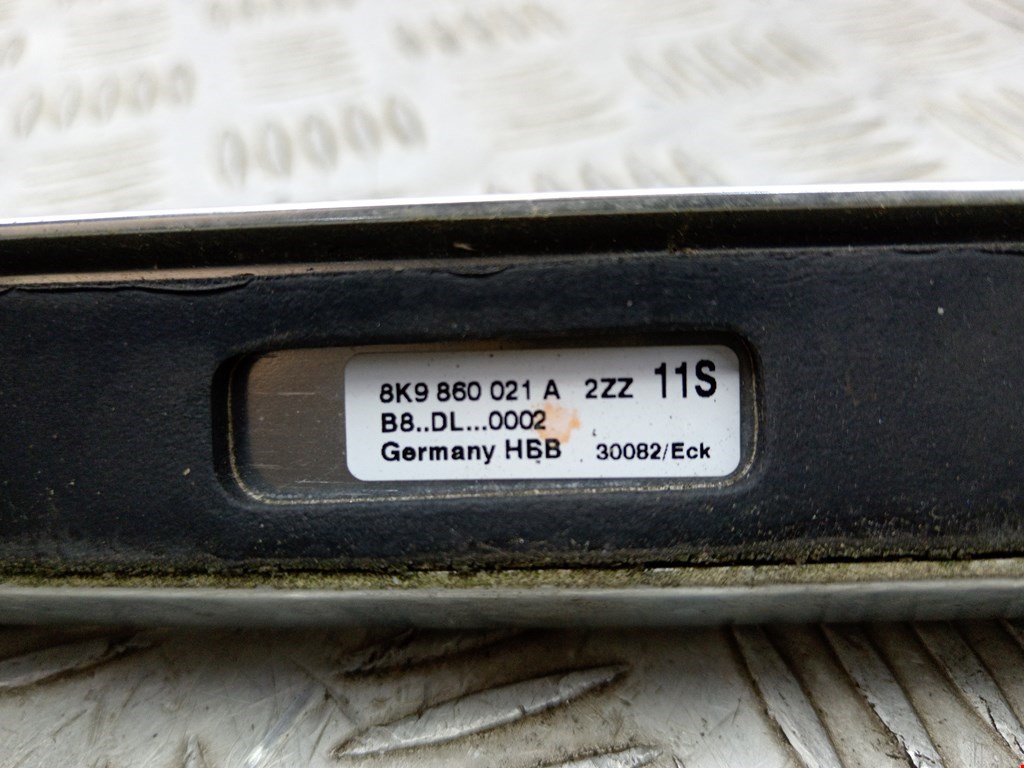 8K9 860 021 A 2ZZ 11S
B8..DL...0002
Germany HBB 30082/Eck